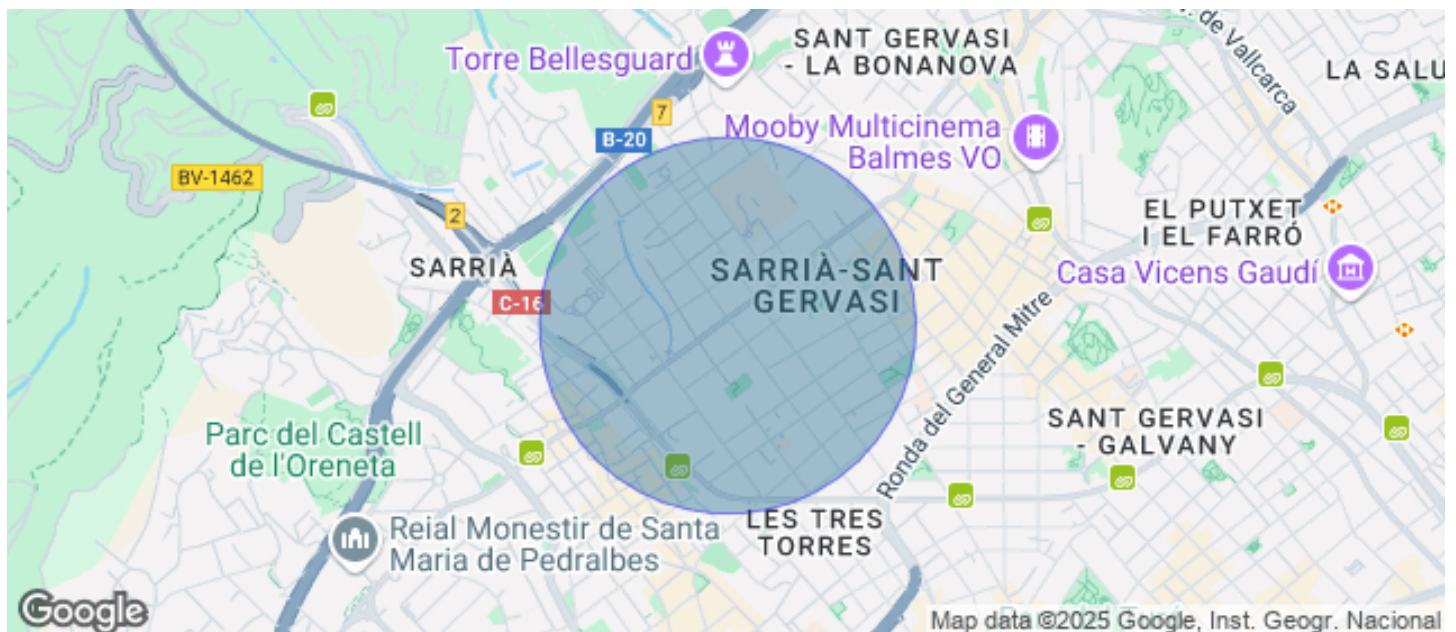 SANT GERVASI
- LA BONANOVA
Torre Bellesguard
de Vallcarca
LA SALU
7
B-20
Mooby Multicinema
Balmes VO
BV-1462
2
EL PUTXET
I EL FARRÓ
SARRIÀ
SARRIÀ-SANT
GERVASI
Casa Vicens Gaudí
C-16
Ronda del General Mitre
SANT GERVASI
- GALVANY
Parc del Castell
de l'Oreneta
LES TRES
TORRES
Reial Monestir de Santa
Maria de Pedralbes
Google
Map data ©2025 Google, Inst. Geogr. Nacional